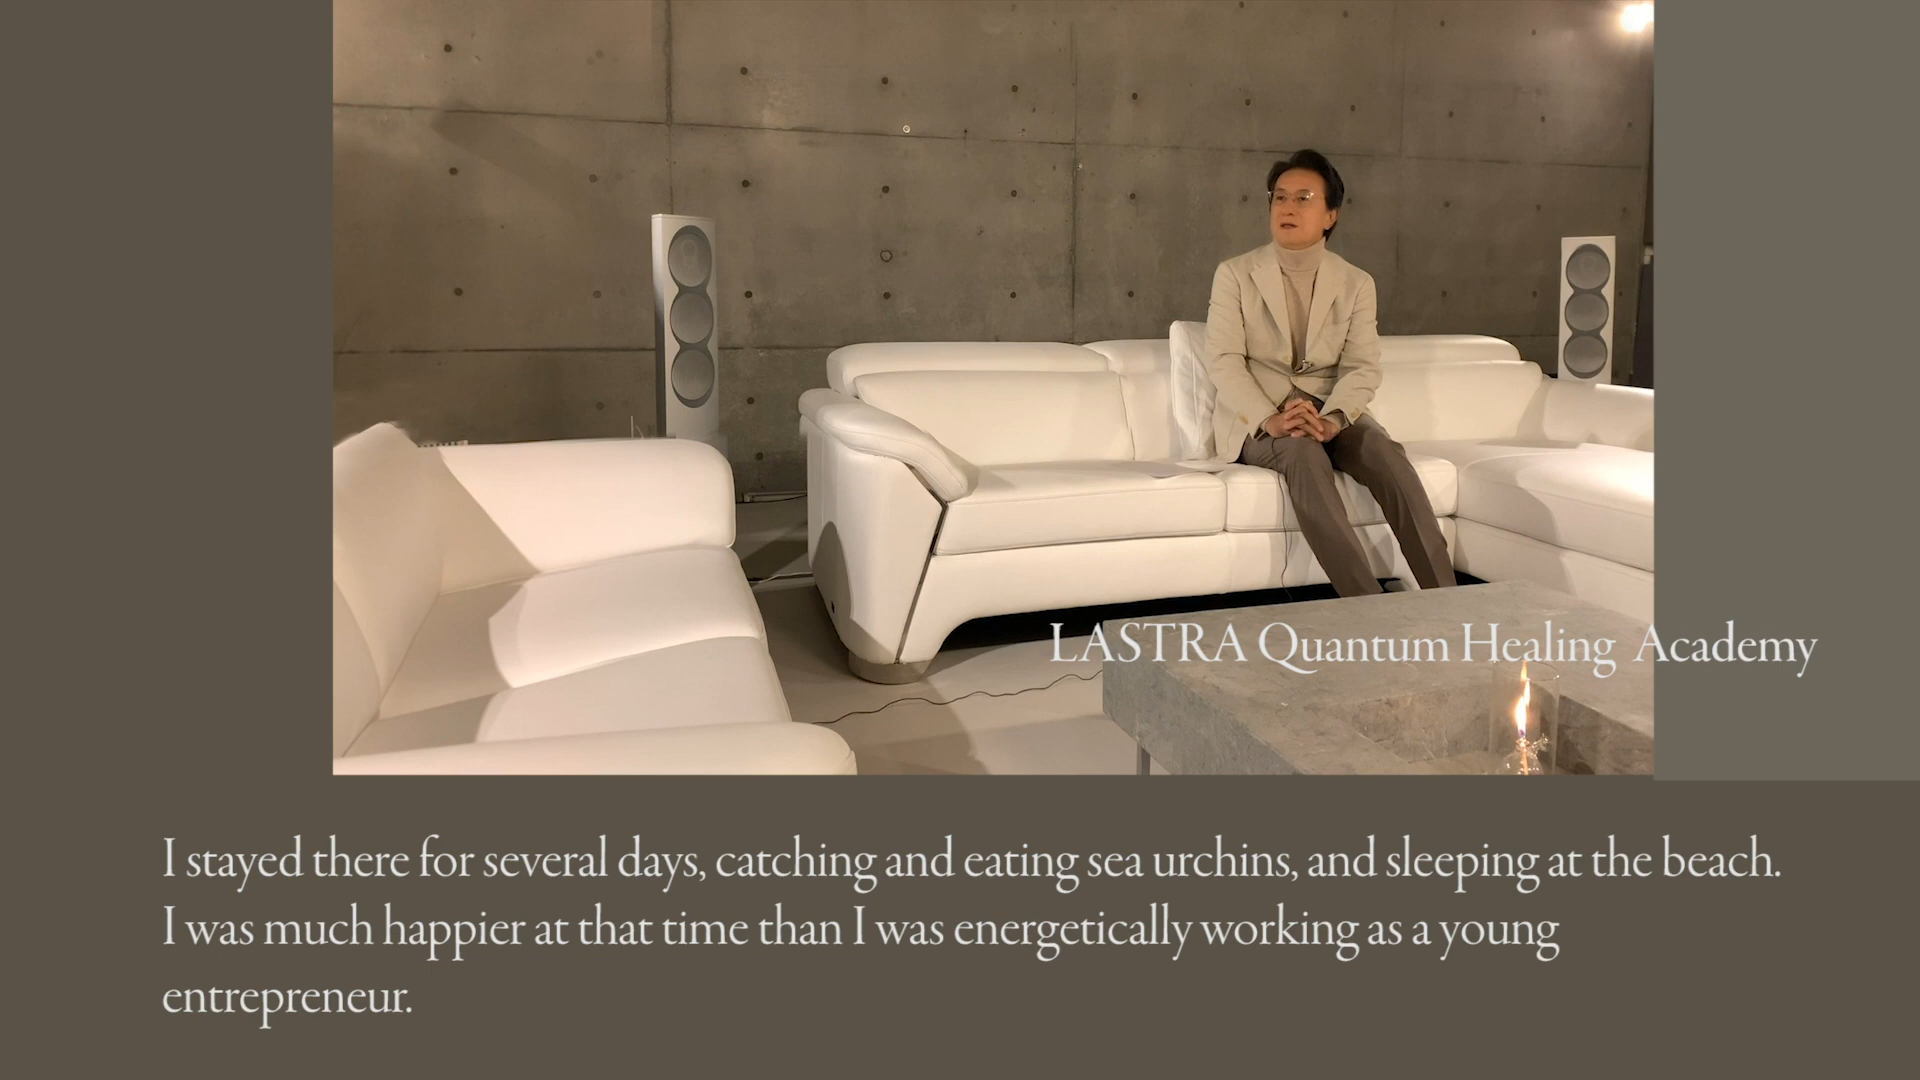 LASTRA Quantum Healing Academy
I stayed there for several days, catching and eating sea urchins, and sleeping at the beach.
I was much happier at that time than I was energetically working as a young
entrepreneur.